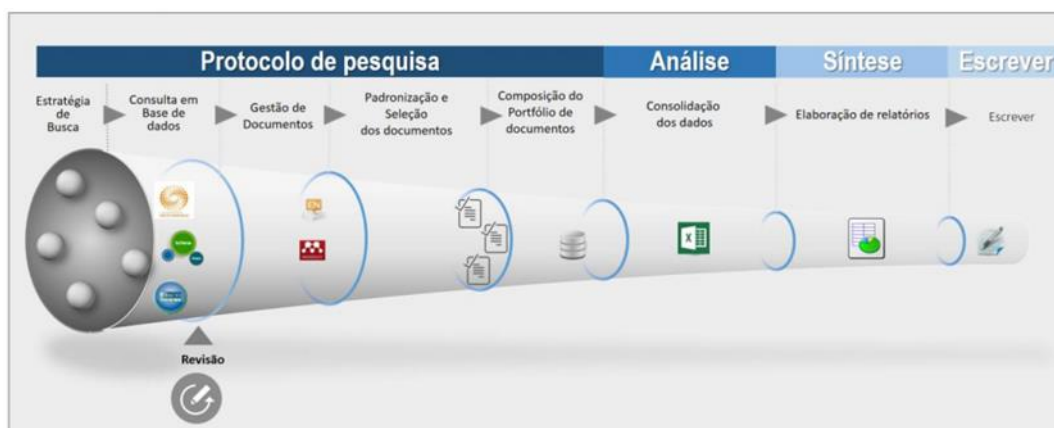 Protocolo de pesquisa
Análise
Síntese
Escrever
Estratégia
de
Busca
Consulta em
Base de
dados
Gestão de
Documentos
Padronização e
Seleção
dos documentos
Composição do
Portfólio de
documentos
Consolidação
dos dados
Elaboração de relatórios
Escrever
EN
Revisão